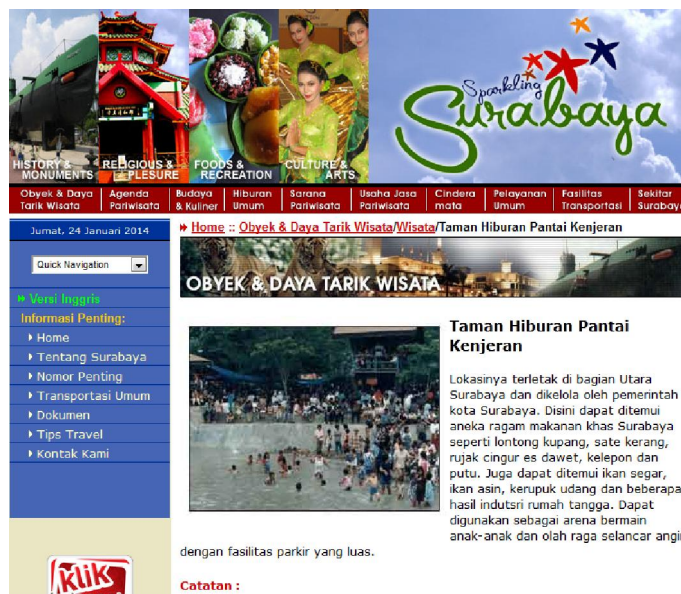 Sparkling
Surabaya
HISTORY &
MONUMENTS
RELIGIOUS &
PLESURE
FOODS &
RECREATION
CULTURE &
ARTS
Obyek & Daya
Tarik Wisata
Agenda
Pariwisata
Budaya
& Kuliner
Hiburan
Umum
Sarana
Pariwisata
Usaha Jasa
Pariwisata
Cindera
mata
Pelayanan
Umum
Fasilitas
Transportasi
Sekitar
Surabaya
Jumat, 24 Januari 2014
Quick Navigation
Versi Inggris
Informasi Penting:
Home
Tentang Surabaya
Nomor Penting
Transportasi Umum
Dokumen
Tips Travel
Kontak Kami
klik
Home :: Obyek & Daya Tarik Wisata/Wisata/Taman Hiburan Pantai Kenjeran
OBYEK & DAYA TARIK WISATA
Taman Hiburan Pantai
Kenjeran
Lokasinya terletak di bagian Utara
Surabaya dan dikelola oleh pemerintah
kota Surabaya. Disini dapat ditemui
aneka ragam makanan khas Surabaya
seperti lontong kupang, sate kerang,
rujak cingur es dawet, kelepon dan
putu. Juga dapat ditemui ikan segar,
ikan asin, kerupuk udang dan beberapa
hasil indutsri rumah tangga. Dapat
digunakan sebagai arena bermain
anak-anak dan olah raga selancar angi
dengan fasilitas parkir yang luas.
Catatan :